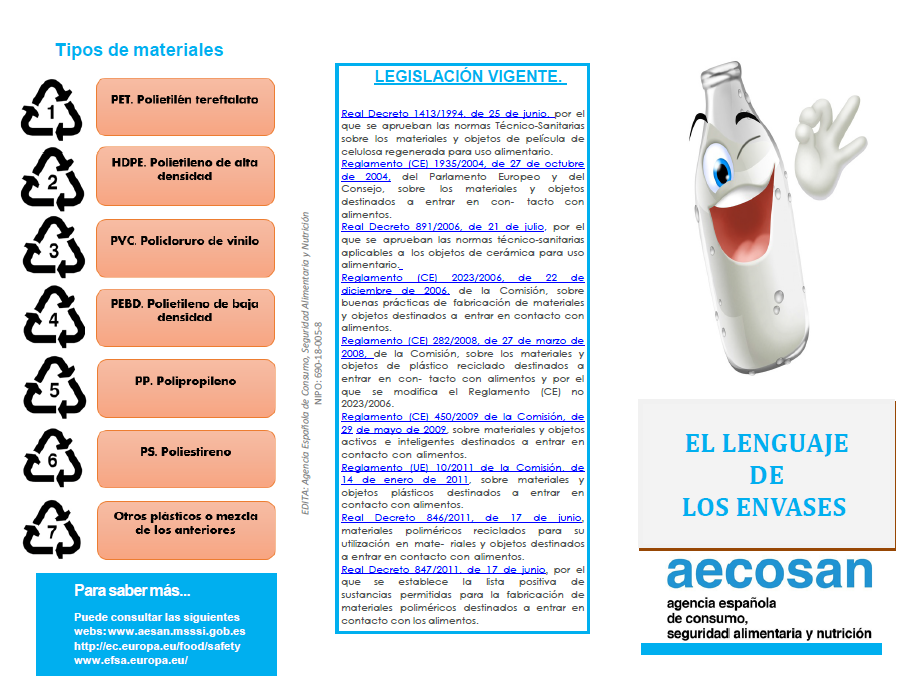 Tipos de materiales
1
PET. Polietilén tereftalato
2
HDPE. Polietileno de alta
densidad
3
PVC. Policloruro de vinilo
4
PEBD. Polietileno de baja
densidad
5
PP. Polipropileno
6
PS. Poliestireno
7
Otros plásticos o mezcla
de los anteriores
Para saber más...
Puede consultar las siguientes
webs: www.aesan.msssi.gob.es
http://ec.europa.eu/food/safety
www.efsa.europa.eu/
EDITA: Agencia Española de Consumo, Seguridad Alimentaria y Nutrición
NIPO: 690-18-005-8
LEGISLACIÓN VIGENTE.
Real Decreto 1413/1994, de 25 de junio, por el
que se aprueban las normas Técnico-Sanitarias
sobre los materiales y objetos de película de
celulosa regenerada para uso alimentario.
Reglamento (CE) 1935/2004, de 27 de octubre
de 2004, del Parlamento Europeo y del
Consejo, sobre los materiales y objetos
destinados a entrar en con- tacto con
alimentos.
Real Decreto 891/2006, de 21 de julio, por el
que se aprueban las normas técnico-sanitarias
aplicables a los objetos de cerámica para uso
alimentario.
Reglamento (CE) 2023/2006, de 22 de
diciembre de 2006, de la Comisión, sobre
buenas prácticas de fabricación de materiales
y objetos destinados a entrar en contacto con
alimentos.
Reglamento (CE) 282/2008, de 27 de marzo de
2008, de la Comisión, sobre los materiales y
objetos de plástico reciclado destinados a
entrar en con- tacto con alimentos y por el
que se modifica el Reglamento (CE) no
2023/2006.
Reglamento (CE) 450/2009 de la Comisión, de
29 de mayo de 2009, sobre materiales y objetos
activos e inteligentes destinados a entrar en
contacto con alimentos.
Reglamento (UE) 10/2011 de la Comisión, de
14 de enero de 2011, sobre materiales y
objetos plásticos destinados a entrar en
contacto con alimentos.
Real Decreto 846/2011, de 17 de junio,
materiales poliméricos reciclados para su
utilización en mate- riales y objetos destinados
a entrar en contacto con alimentos.
Real Decreto 847/2011, de 17 de junio, por el
que se establece la lista positiva de
sustancias permitidas para la fabricación de
materiales poliméricos destinados a entrar en
contacto con los alimentos.
EL LENGUAJE
DE
LOS ENVASES
aecosan
agencia española
de consumo,
seguridad alimentaria y nutrición